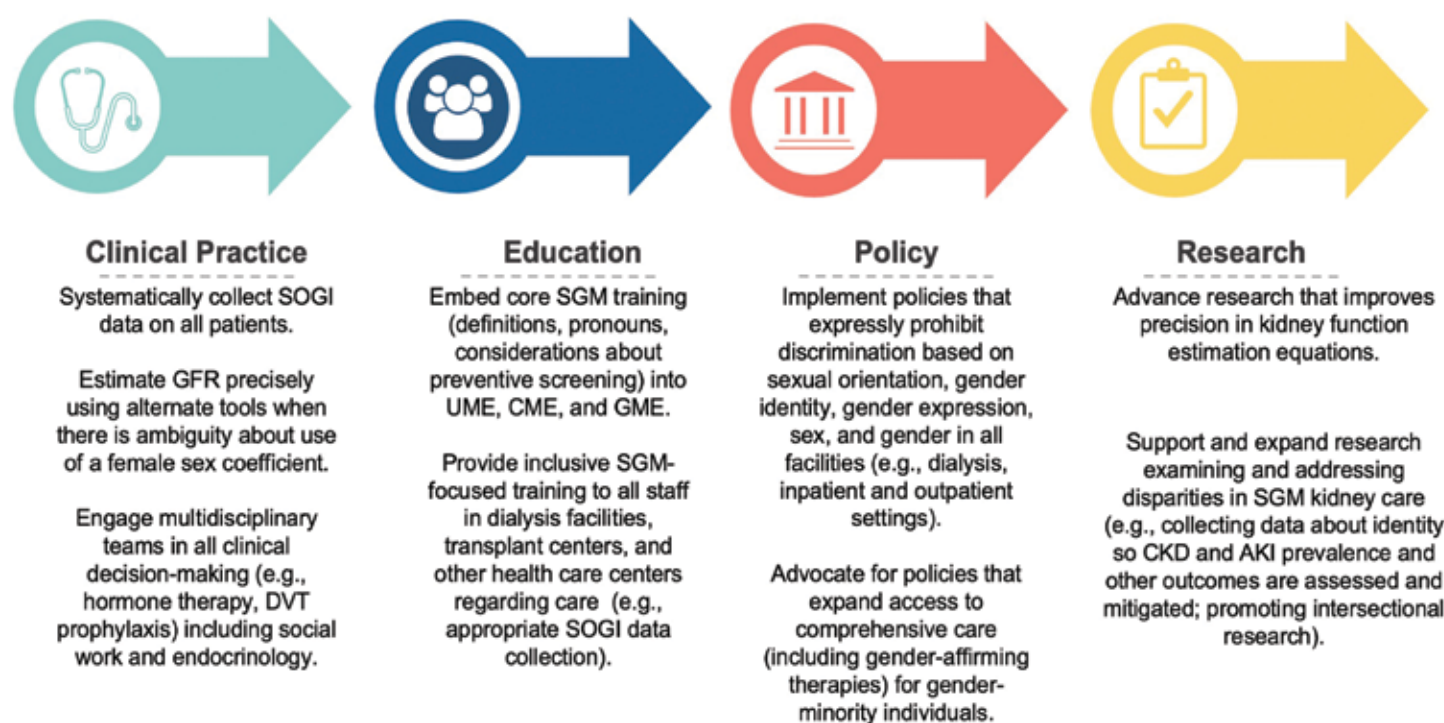 Clinical Practice
Systematically collect SOGI
data on all patients.
Estimate GFR precisely
using alternate tools when
there is ambiguity about use
of a female sex coefficient.
Engage multidisciplinary
teams in all clinical
decision-making (e.g.,
hormone therapy, DVT
prophylaxis) including social
work and endocrinology.
Education
Embed core SGM training
(definitions, pronouns,
considerations about
preventive screening) into
UME, CME, and GME.
Provide inclusive SGM-
focused training to all staff
in dialysis facilities,
transplant centers, and
other health care centers
regarding care (e.g.,
appropriate SOGI data
collection).
Policy
Implement policies that
expressly prohibit
discrimination based on
sexual orientation, gender
identity, gender expression,
sex, and gender in all
facilities (e.g., dialysis,
inpatient and outpatient
settings).
Advocate for policies that
expand access to
comprehensive care
(including gender-affirming
therapies) for gender-
minority individuals.
Research
Advance research that improves
precision in kidney function
estimation equations.
Support and expand research
examining and addressing
disparities in SGM kidney care
(e.g., collecting data about identity
so CKD and AKI prevalence and
other outcomes are assessed and
mitigated; promoting intersectional
research).